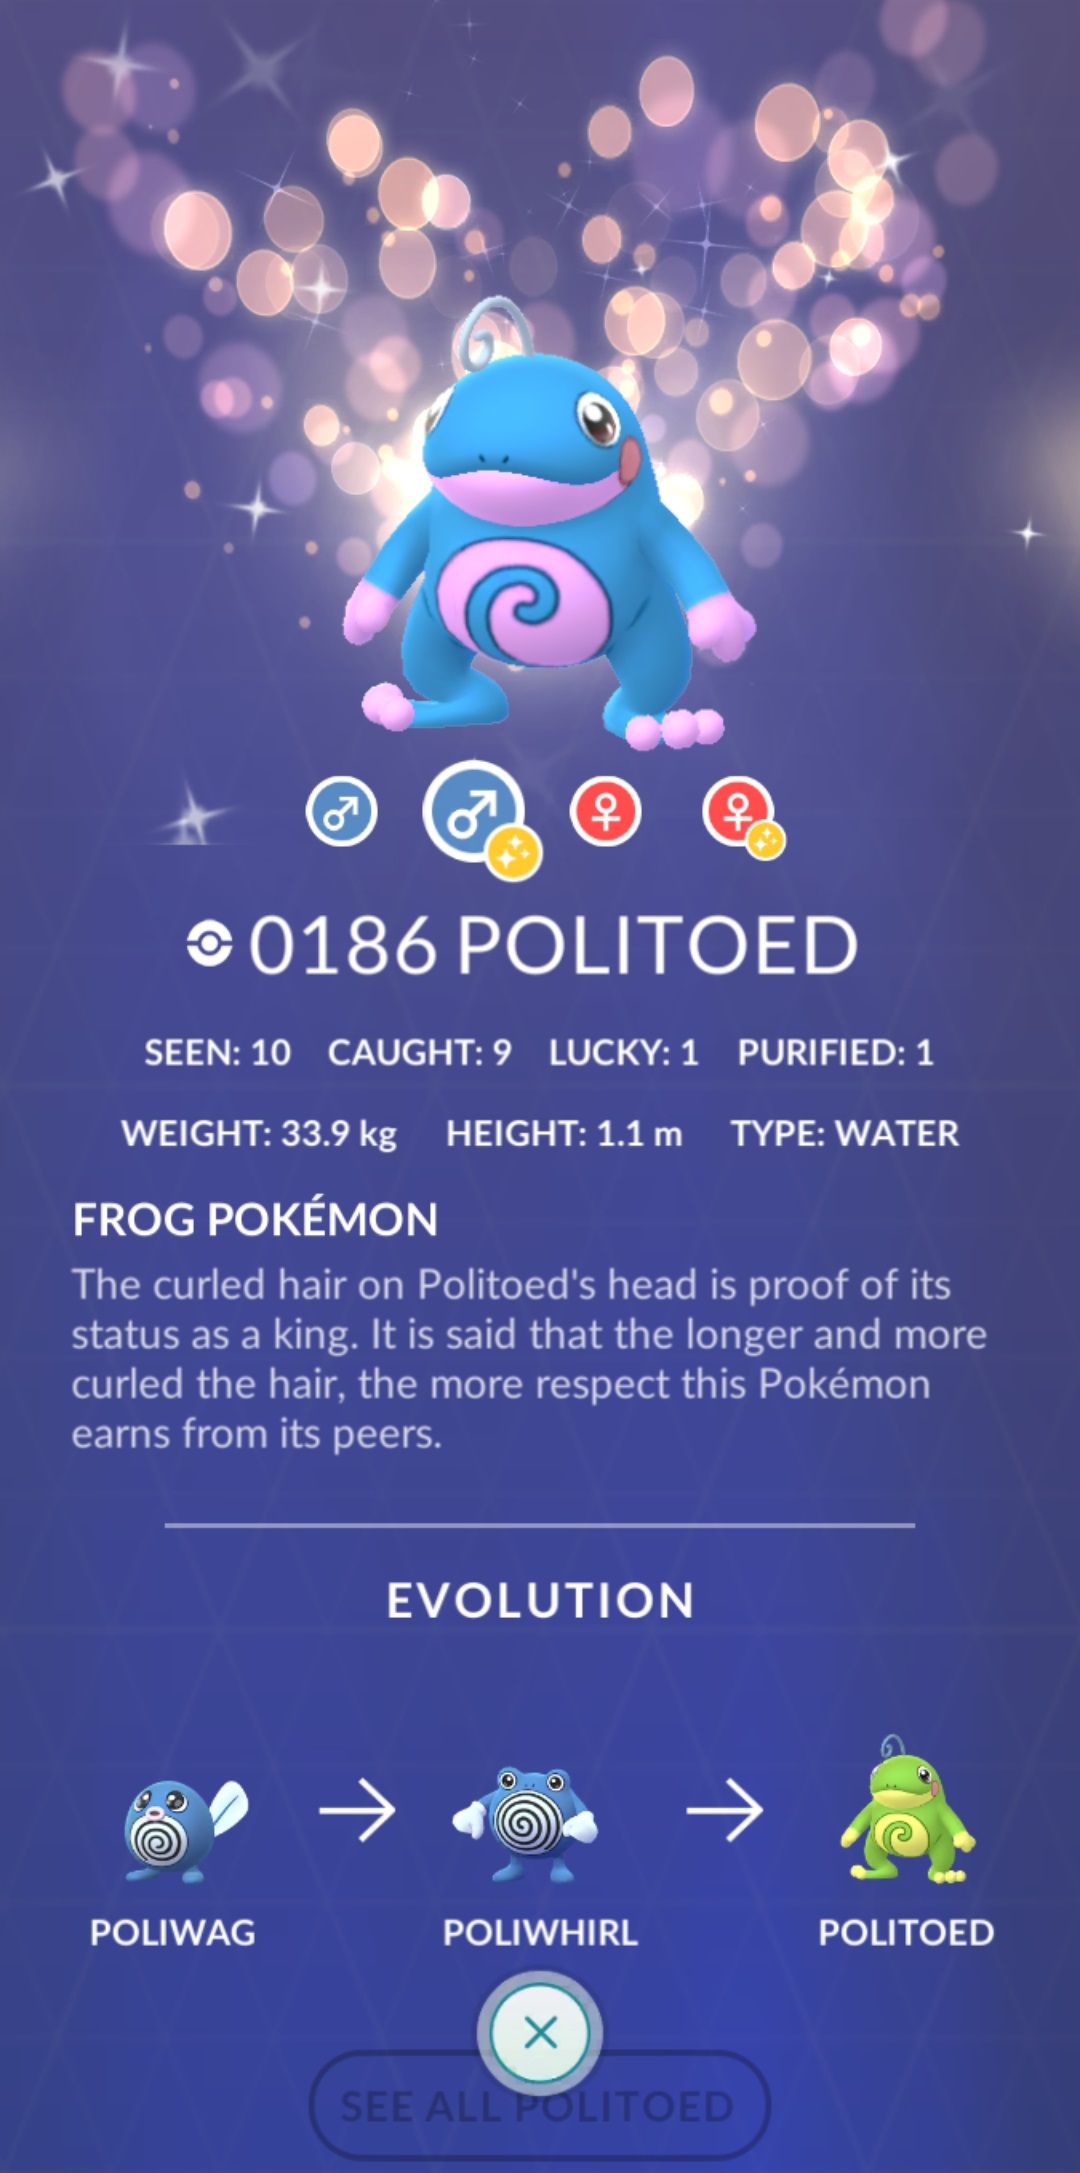 0186 POLITOED
SEEN: 10 CAUGHT: 9 LUCKY: 1 PURIFIED: 1
WEIGHT: 33.9 kg HEIGHT: 1.1 m TYPE: WATER
FROG POKÉMON
The curled hair on Politoed's head is proof of its
status as a king. It is said that the longer and more
curled the hair, the more respect this Pokémon
earns from its peers.
EVOLUTION
POLIWAG POLIWHIRL POLITOED
SEE ALL POLITOED